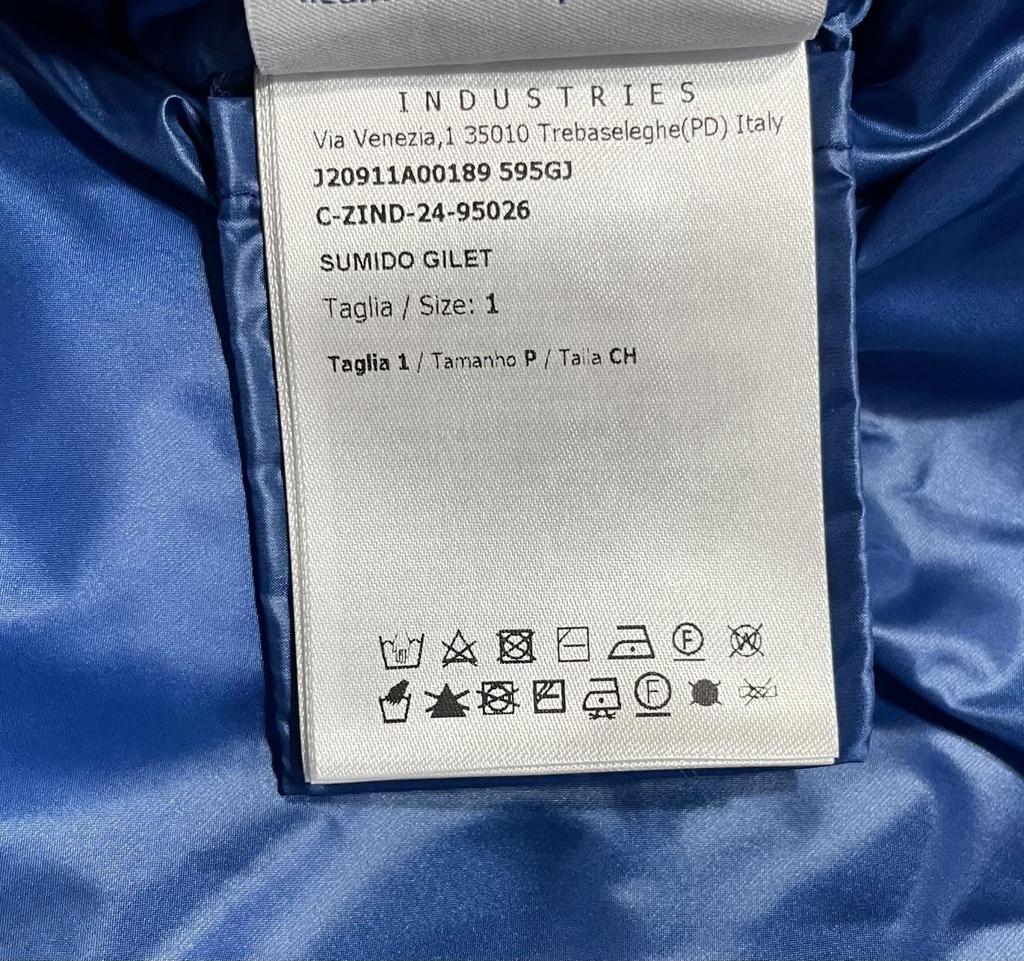 INDUSTRIES
Via Venezia,1 35010 Trebaseleghe(PD) Italy
J20911A00189 595GJ
C-ZIND-24-95026
SUMIDO GILET
Taglia / Size: 1
Taglia 1 / Tamanho P / Talla CH
F W
F